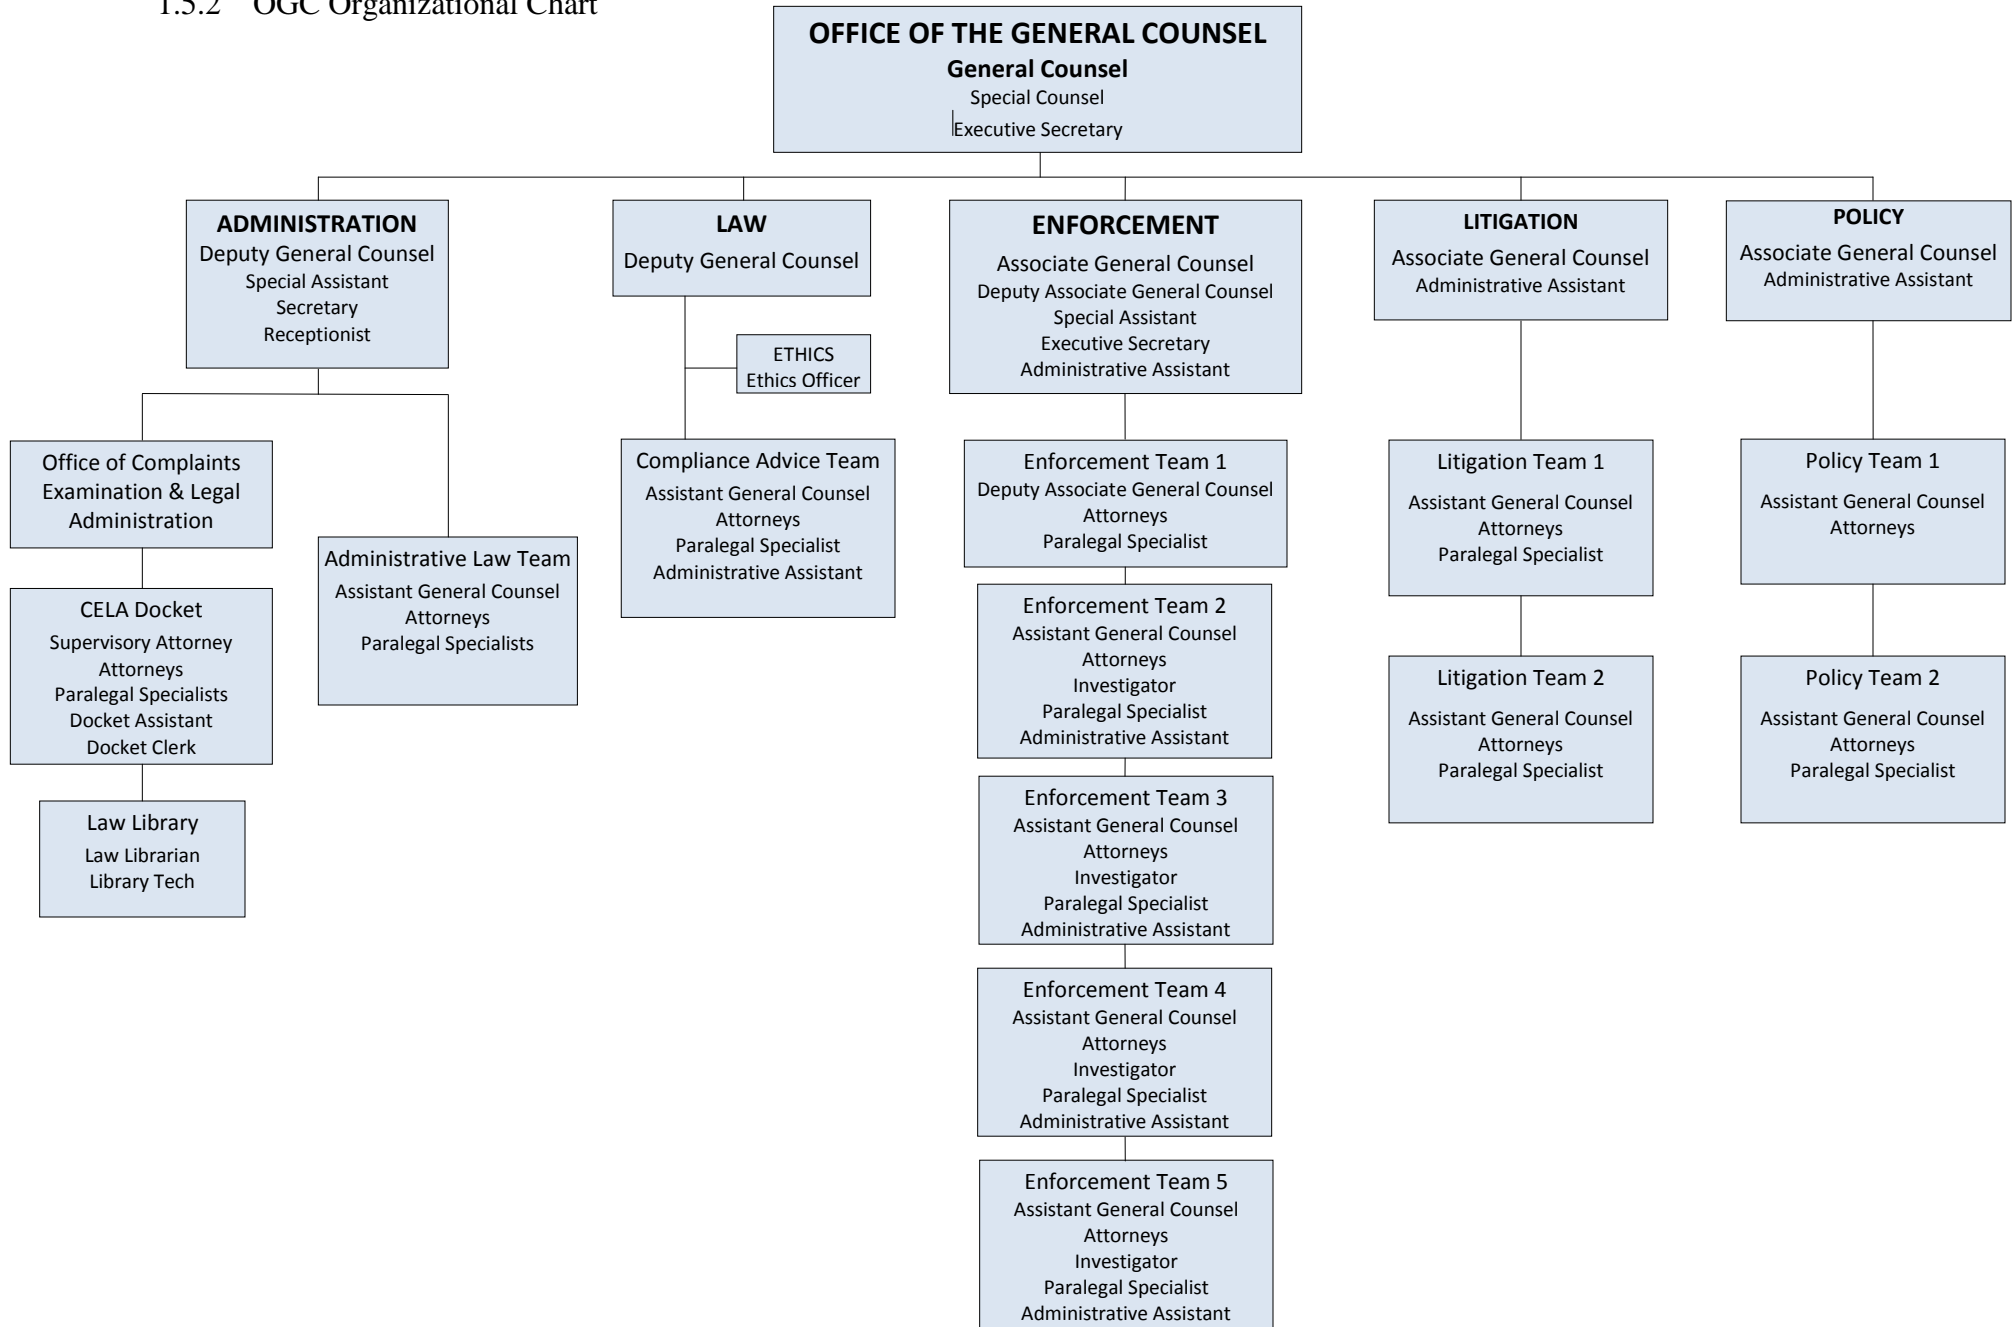 1.5.2 OGC Organizational Chart
OFFICE OF THE GENERAL COUNSEL
General Counsel
Special Counsel
Executive Secretary
ADMINISTRATION
Deputy General Counsel
Special Assistant
Secretary
Receptionist
LAW
Deputy General Counsel
ENFORCEMENT
Associate General Counsel
Deputy Associate General Counsel
Special Assistant
Executive Secretary
Administrative Assistant
LITIGATION
Associate General Counsel
Administrative Assistant
POLICY
Associate General Counsel
Administrative Assistant
ETHICS
Ethics Officer
Office of Complaints
Examination & Legal
Administration
Administrative Law Team
Assistant General Counsel
Attorneys
Paralegal Specialists
CELA Docket
Supervisory Attorney
Attorneys
Paralegal Specialists
Docket Assistant
Docket Clerk
Law Library
Law Librarian
Library Tech
Compliance Advice Team
Assistant General Counsel
Attorneys
Paralegal Specialist
Administrative Assistant
Enforcement Team 1
Deputy Associate General Counsel
Attorneys
Paralegal Specialist
Enforcement Team 2
Assistant General Counsel
Attorneys
Investigator
Paralegal Specialist
Administrative Assistant
Enforcement Team 3
Assistant General Counsel
Attorneys
Investigator
Paralegal Specialist
Administrative Assistant
Enforcement Team 4
Assistant General Counsel
Attorneys
Investigator
Paralegal Specialist
Administrative Assistant
Enforcement Team 5
Assistant General Counsel
Attorneys
Investigator
Paralegal Specialist
Administrative Assistant
Litigation Team 1
Assistant General Counsel
Attorneys
Paralegal Specialist
Litigation Team 2
Assistant General Counsel
Attorneys
Paralegal Specialist
Policy Team 1
Assistant General Counsel
Attorneys
Policy Team 2
Assistant General Counsel
Attorneys
Paralegal Specialist